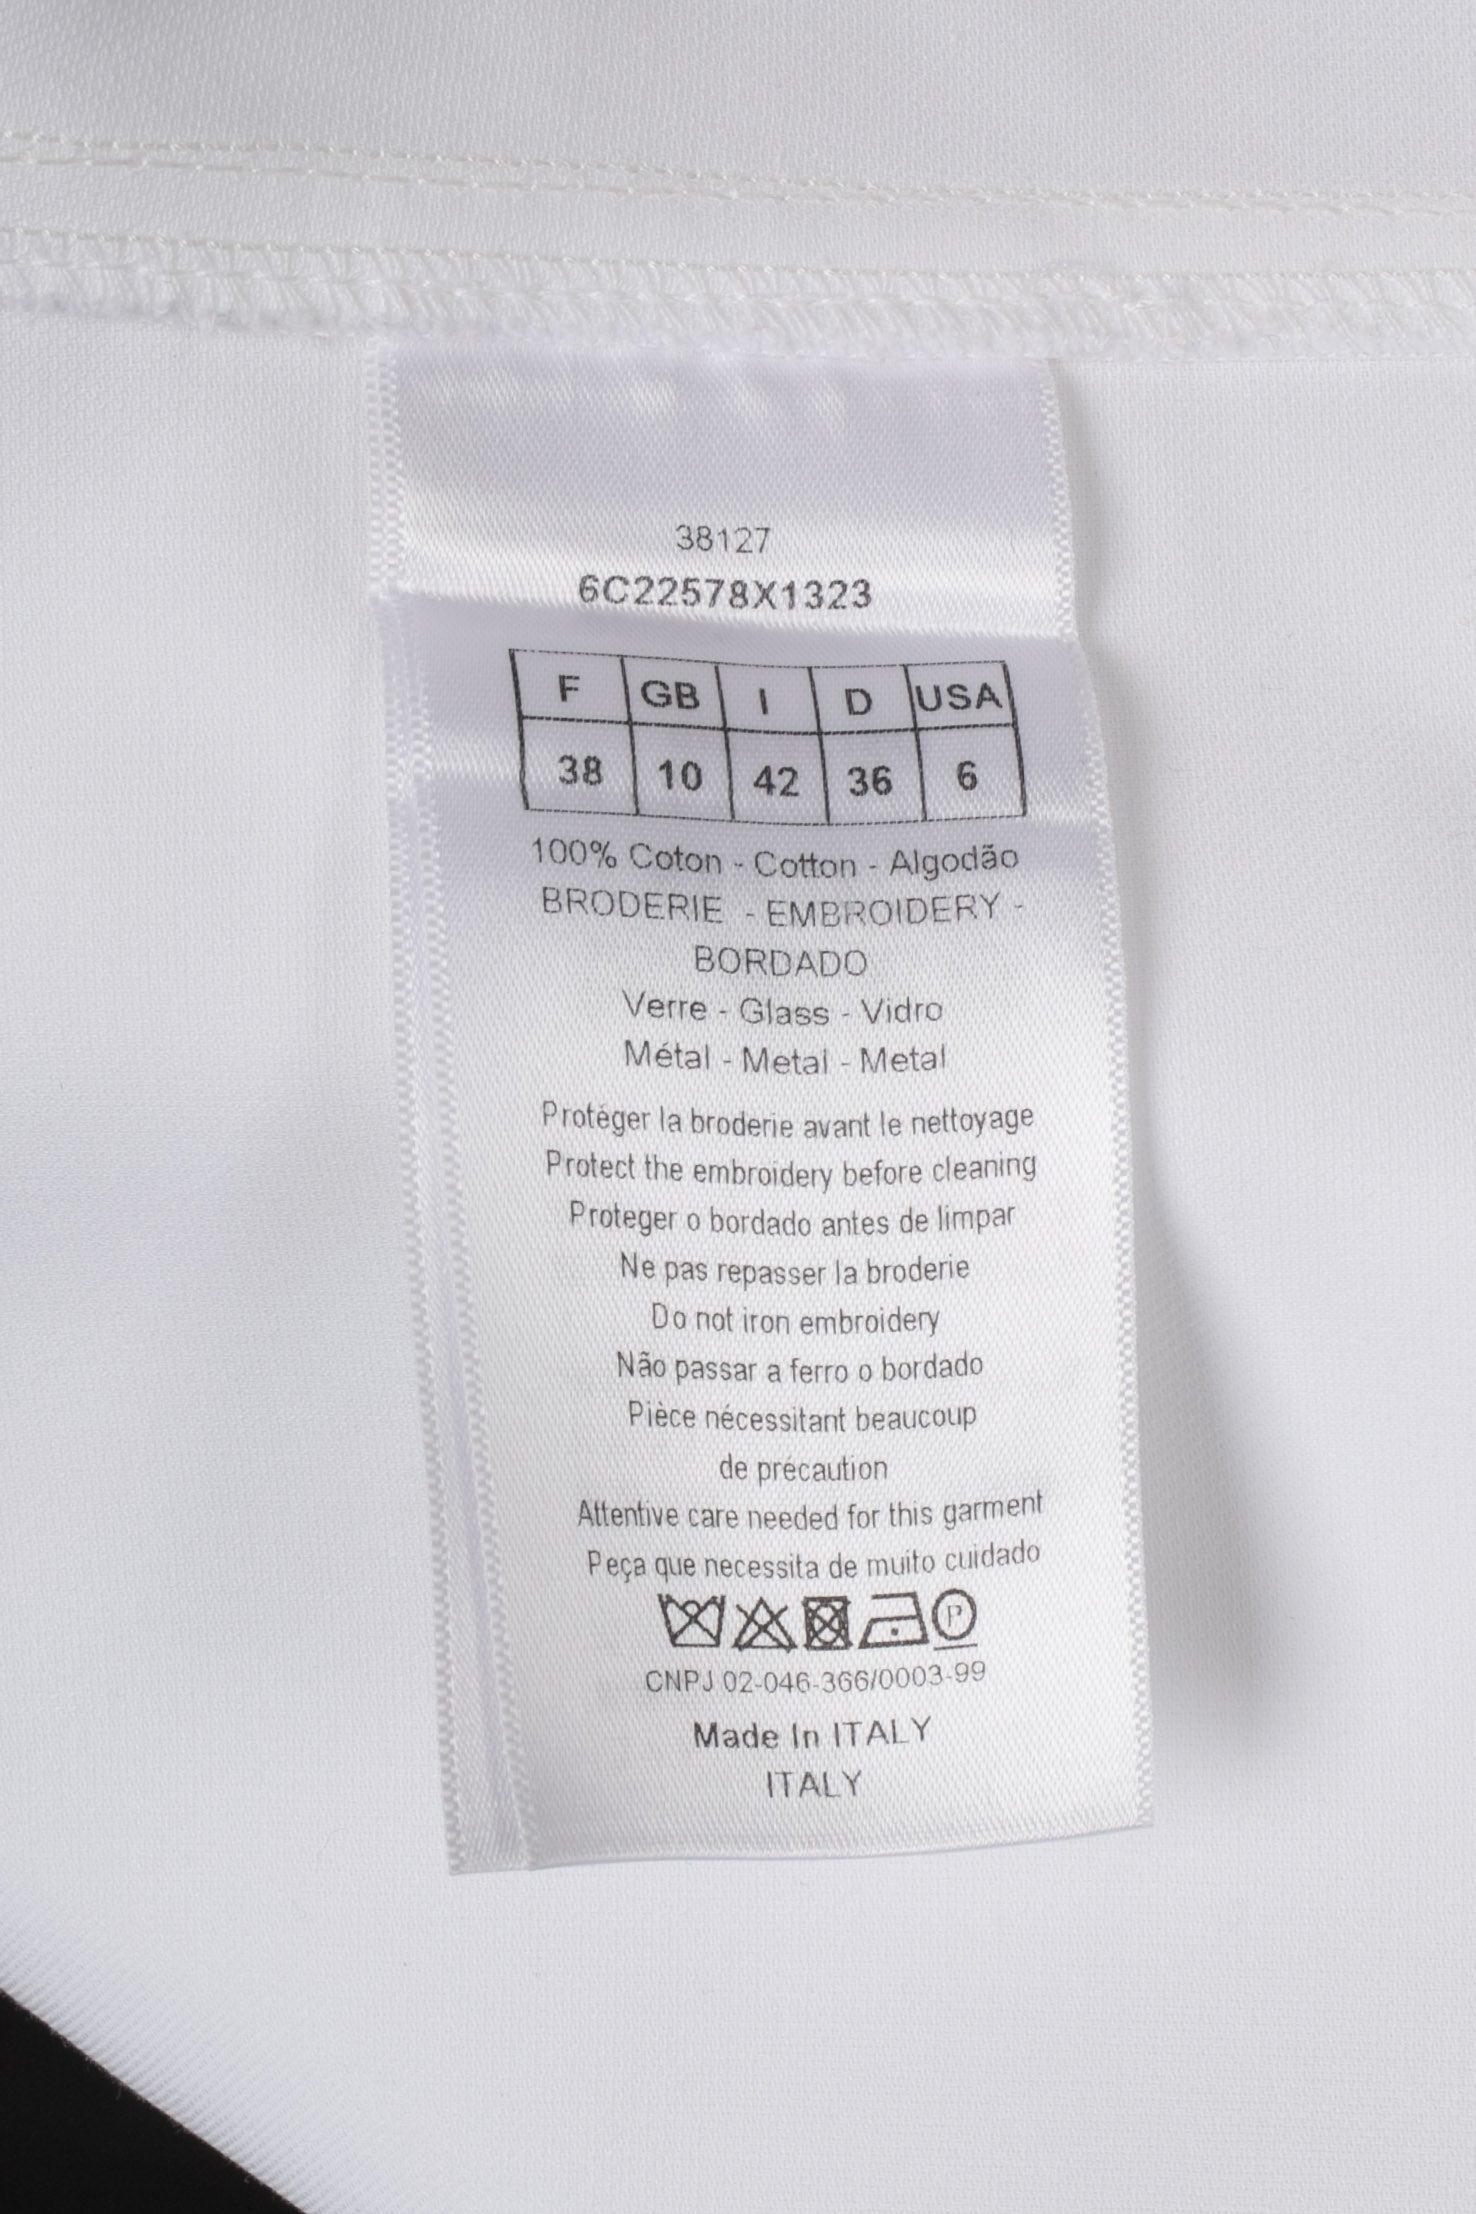 38127
6C22578X1323
F GB I D USA
38 10 42 36 6
100% Coton - Cotton - Algodão
BRODERIE - EMBROIDERY -
BORDADO
Verre - Glass - Vidro
Métal - Metal - Metal
Protéger la broderie avant le nettoyage
Protect the embroidery before cleaning
Proteger o bordado antes de limpar
Ne pas repasser la broderie
Do not iron embroidery
Não passar a ferro o bordado
Pièce nécessitant beaucoup
de précaution
Attentive care needed for this garment
Peça que necessita de muito cuidado
P
CNPJ 02-046-366/0003-99
Made In ITALY
ITALY